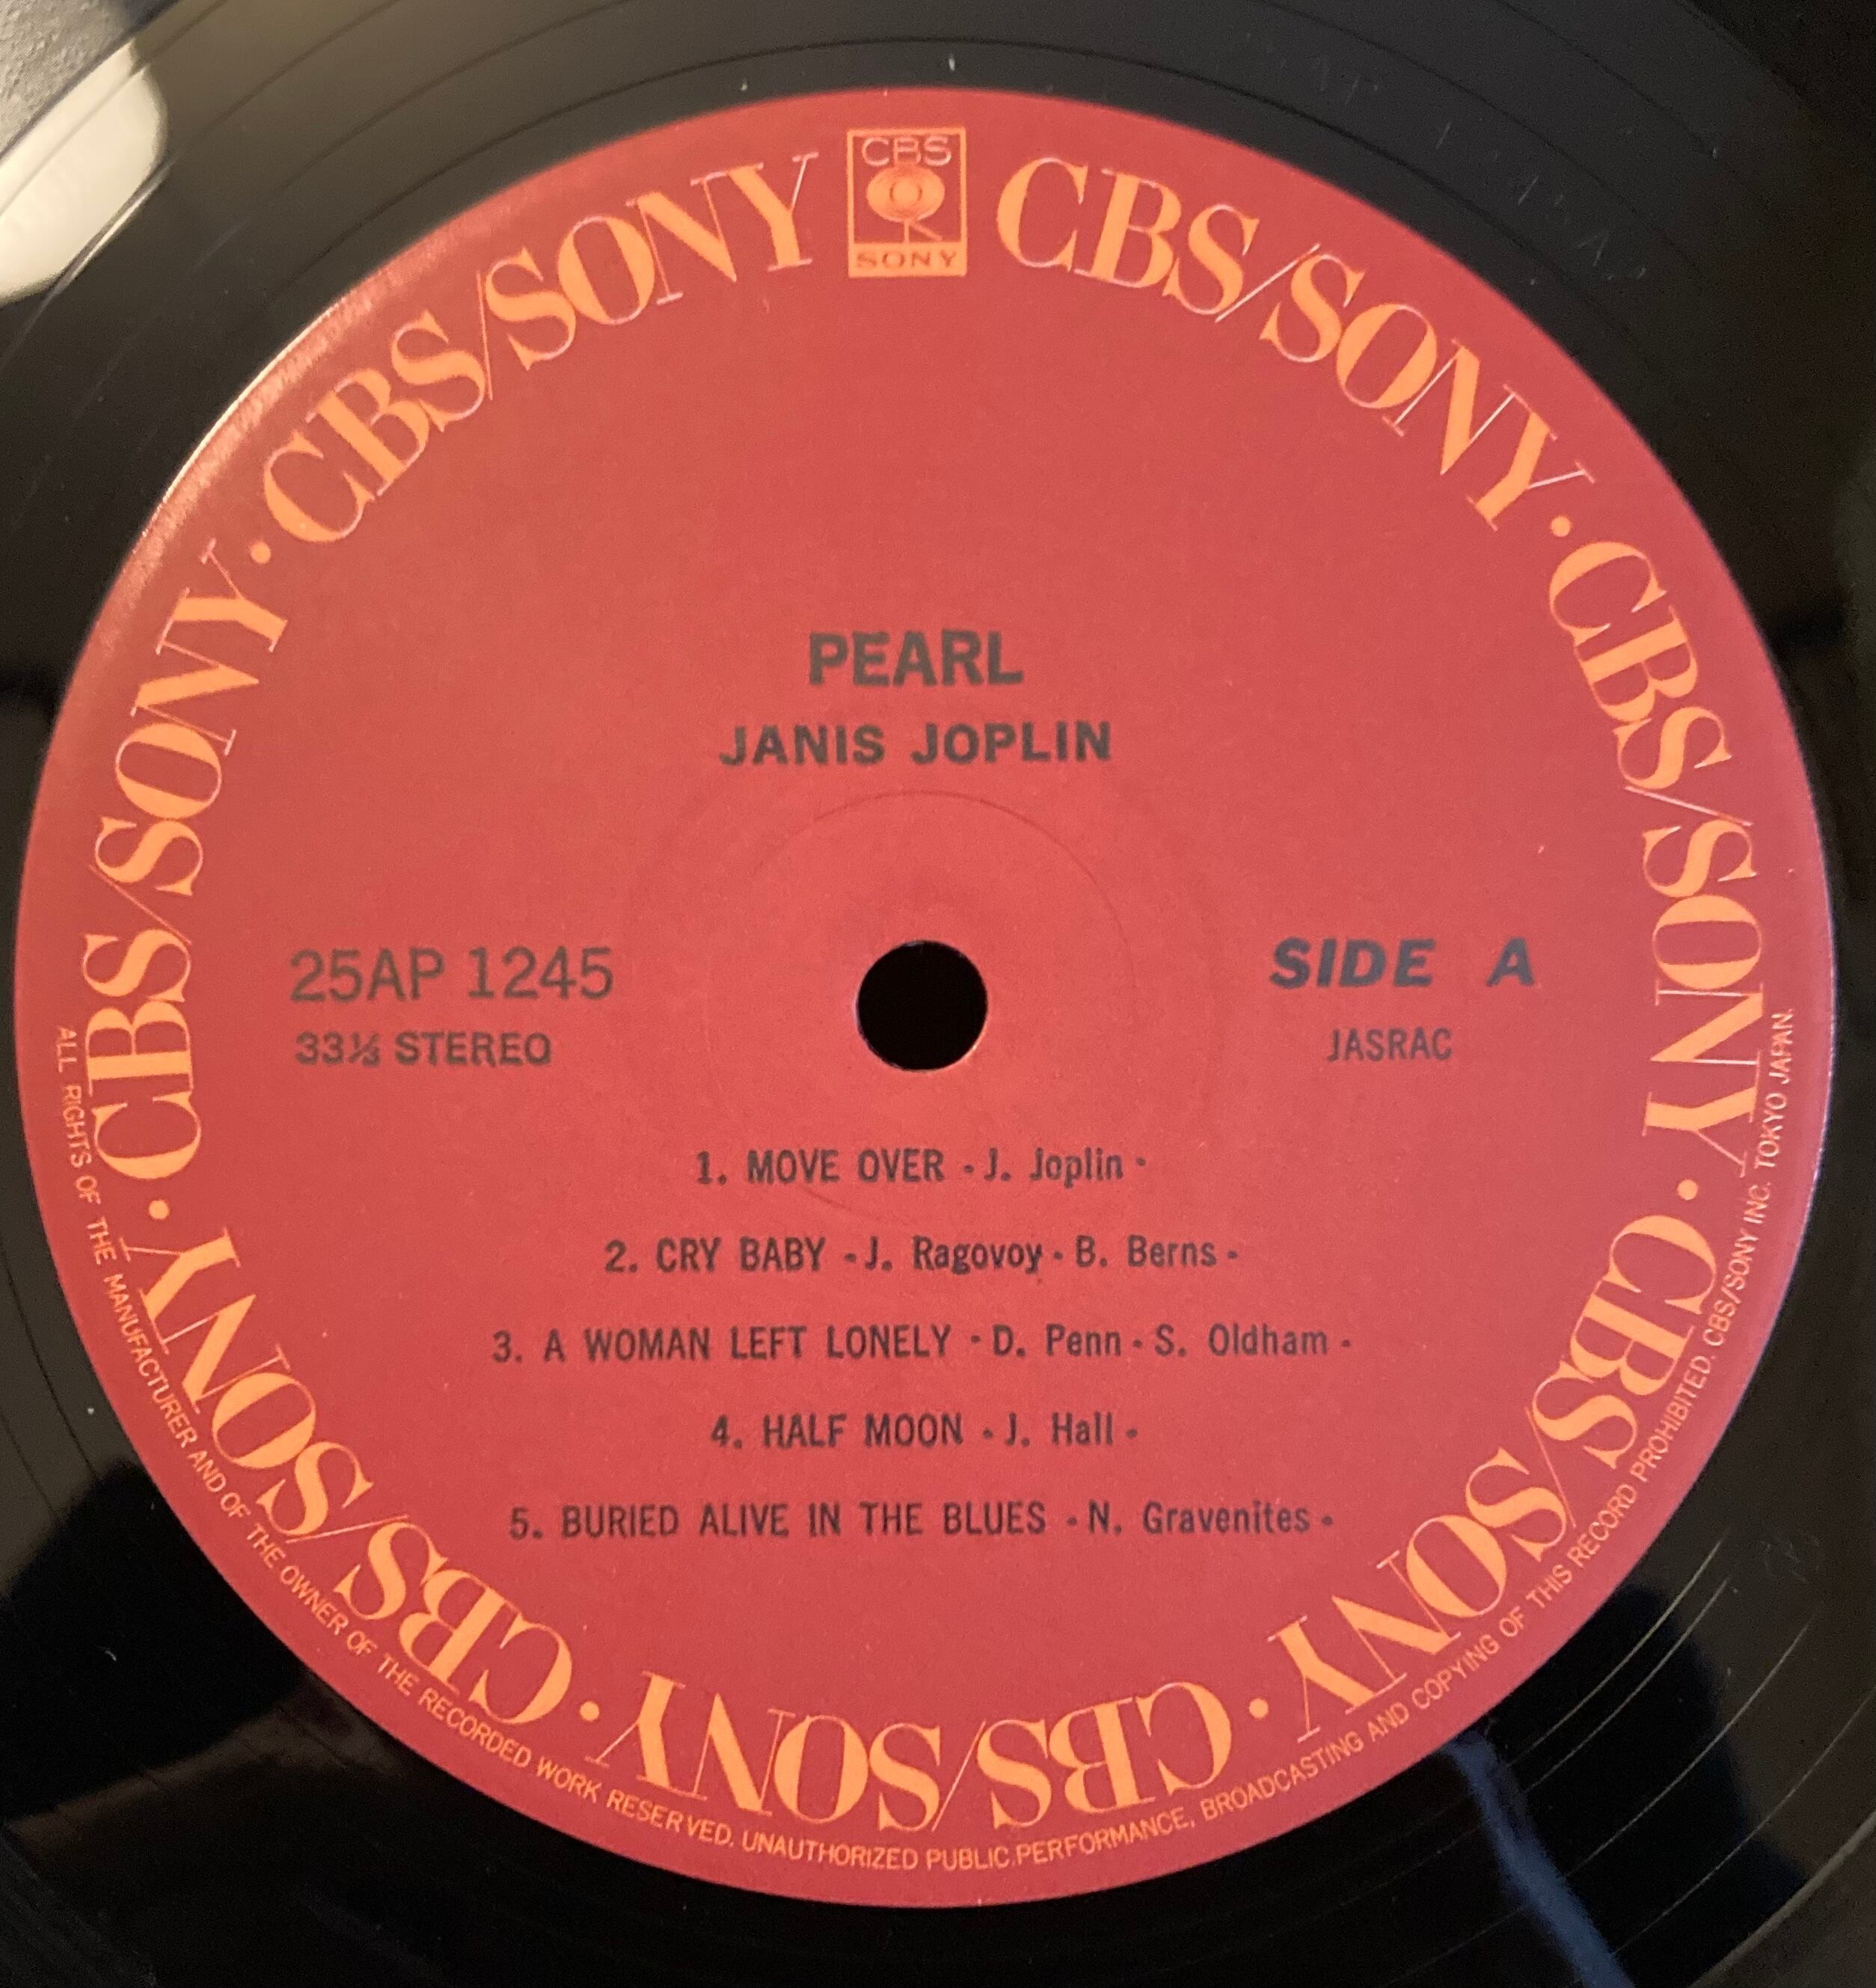 CBS
SONY
CBS/SONY · CBS/SONY · CBS/SONY · CBS/SONY · CBS/SONY · CBS/SONY · CBS/SONY
PEARL
JANIS JOPLIN
25AP 1245
33⅓ STEREO
SIDE A
JASRAC
1. MOVE OVER - J. Joplin -
2. CRY BABY - J. Ragovoy - B. Berns -
3. A WOMAN LEFT LONELY - D. Penn - S. Oldham -
4. HALF MOON - J. Hall -
5. BURIED ALIVE IN THE BLUES - N. Gravenites -
ALL RIGHTS OF THE MANUFACTURER AND OF THE OWNER OF THE RECORDED WORK RESERVED. UNAUTHORIZED PUBLIC PERFORMANCE, BROADCASTING AND COPYING OF THIS RECORD PROHIBITED. CBS/SONY INC. TOKYO JAPAN.